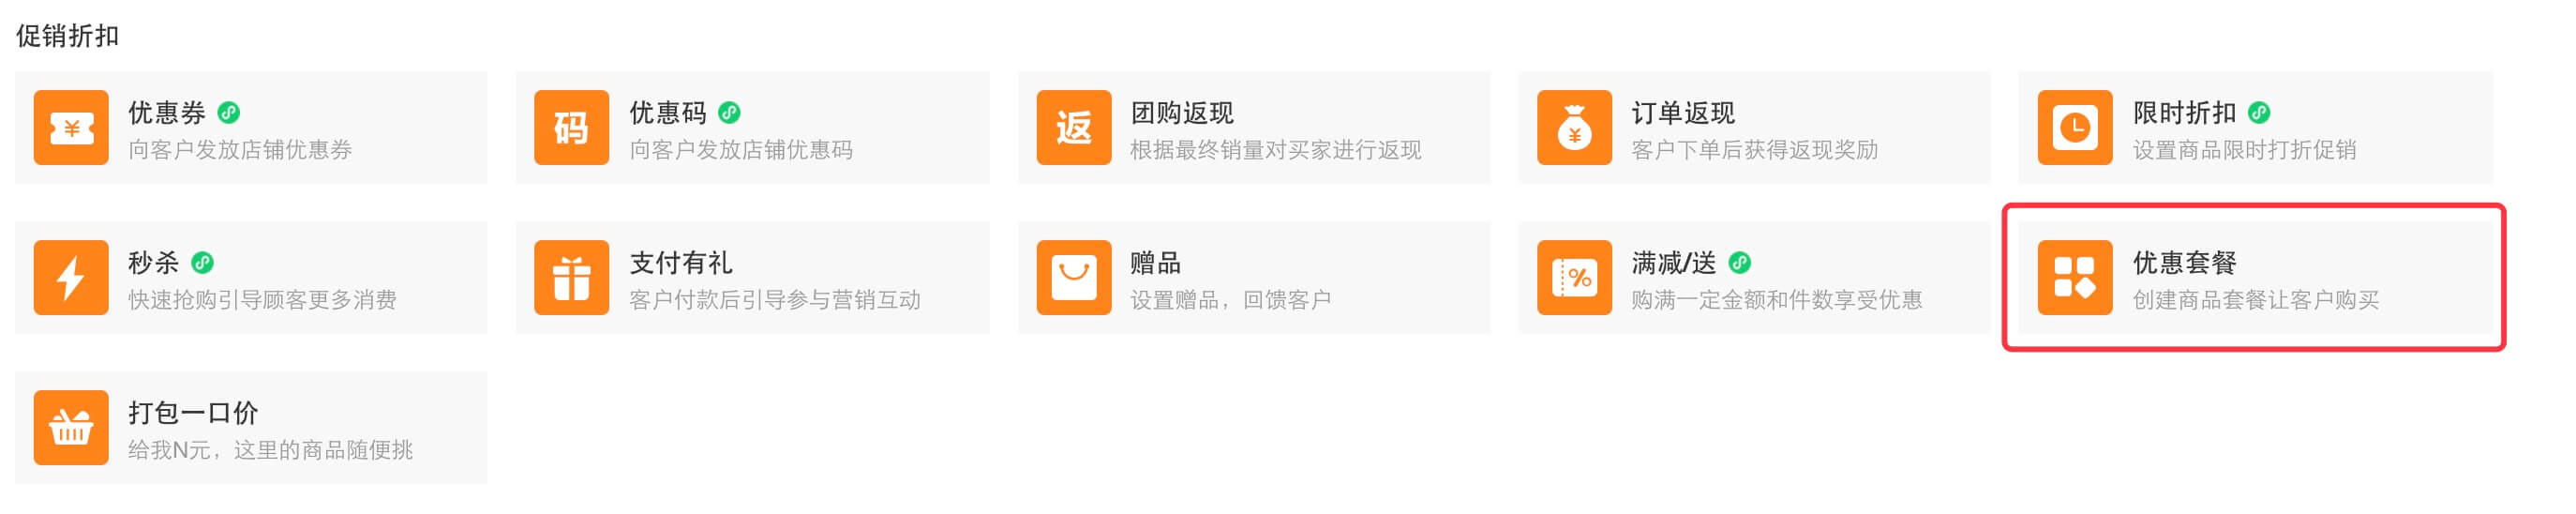 促销折扣
优惠券
向客户发放店铺优惠券
码
优惠码
向客户发放店铺优惠码
返
团购返现
根据最终销量对买家进行返现
¥
订单返现
客户下单后获得返现奖励
限时折扣
设置商品限时打折促销
秒杀
快速抢购引导顾客更多消费
支付有礼
客户付款后引导参与营销互动
赠品
设置赠品，回馈客户
%
满减/送
购满一定金额和件数享受优惠
优惠套餐
创建商品套餐让客户购买
打包一口价
给我N元，这里的商品随便挑